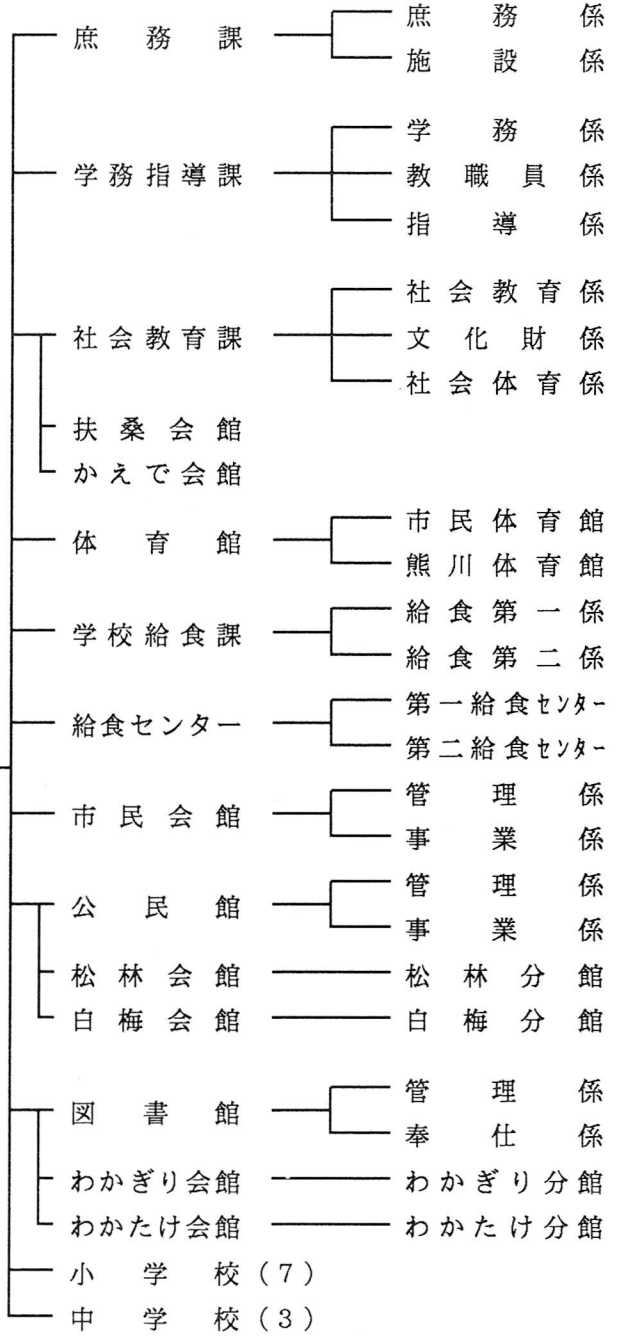 庶務課 庶務係
施設係
学務係
学務指導課 教職員係
指導係
社会教育係
社会教育課 文化財係
社会体育係
扶桑会館
かえで会館
市民体育館
体育館
熊川体育館
給食第一係
学校給食課
給食第二係
第一給食センター
給食センター
第二給食センター
管理係
市民会館
事業係
管理係
公民館
事業係
松林会館 松林分館
白梅会館 白梅分館
管理係
図書館
奉仕係
わかぎり会館 わかぎり分館
わかたけ会館 わかたけ分館
小学校(7)
中学校(3)